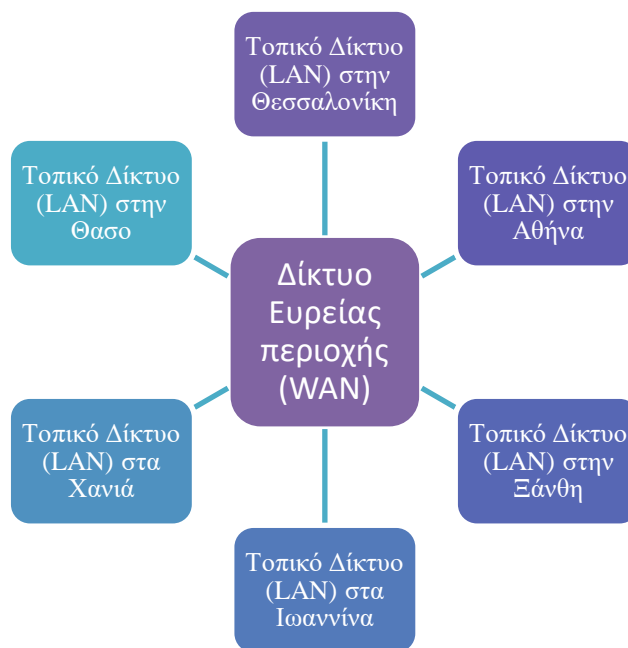 Τοπικό Δίκτυο
(LAN) στην
Θεσσαλονίκη
Τοπικό Δίκτυο
(LAN) στην
Θασο
Τοπικό Δίκτυο
(LAN) στην
Αθήνα
Δίκτυο
Ευρείας
περιοχής
(WAN)
Τοπικό Δίκτυο
(LAN) στα
Χανιά
Τοπικό Δίκτυο
(LAN) στην
Ξάνθη
Τοπικό Δίκτυο
(LAN) στα
Ιωαννίνα